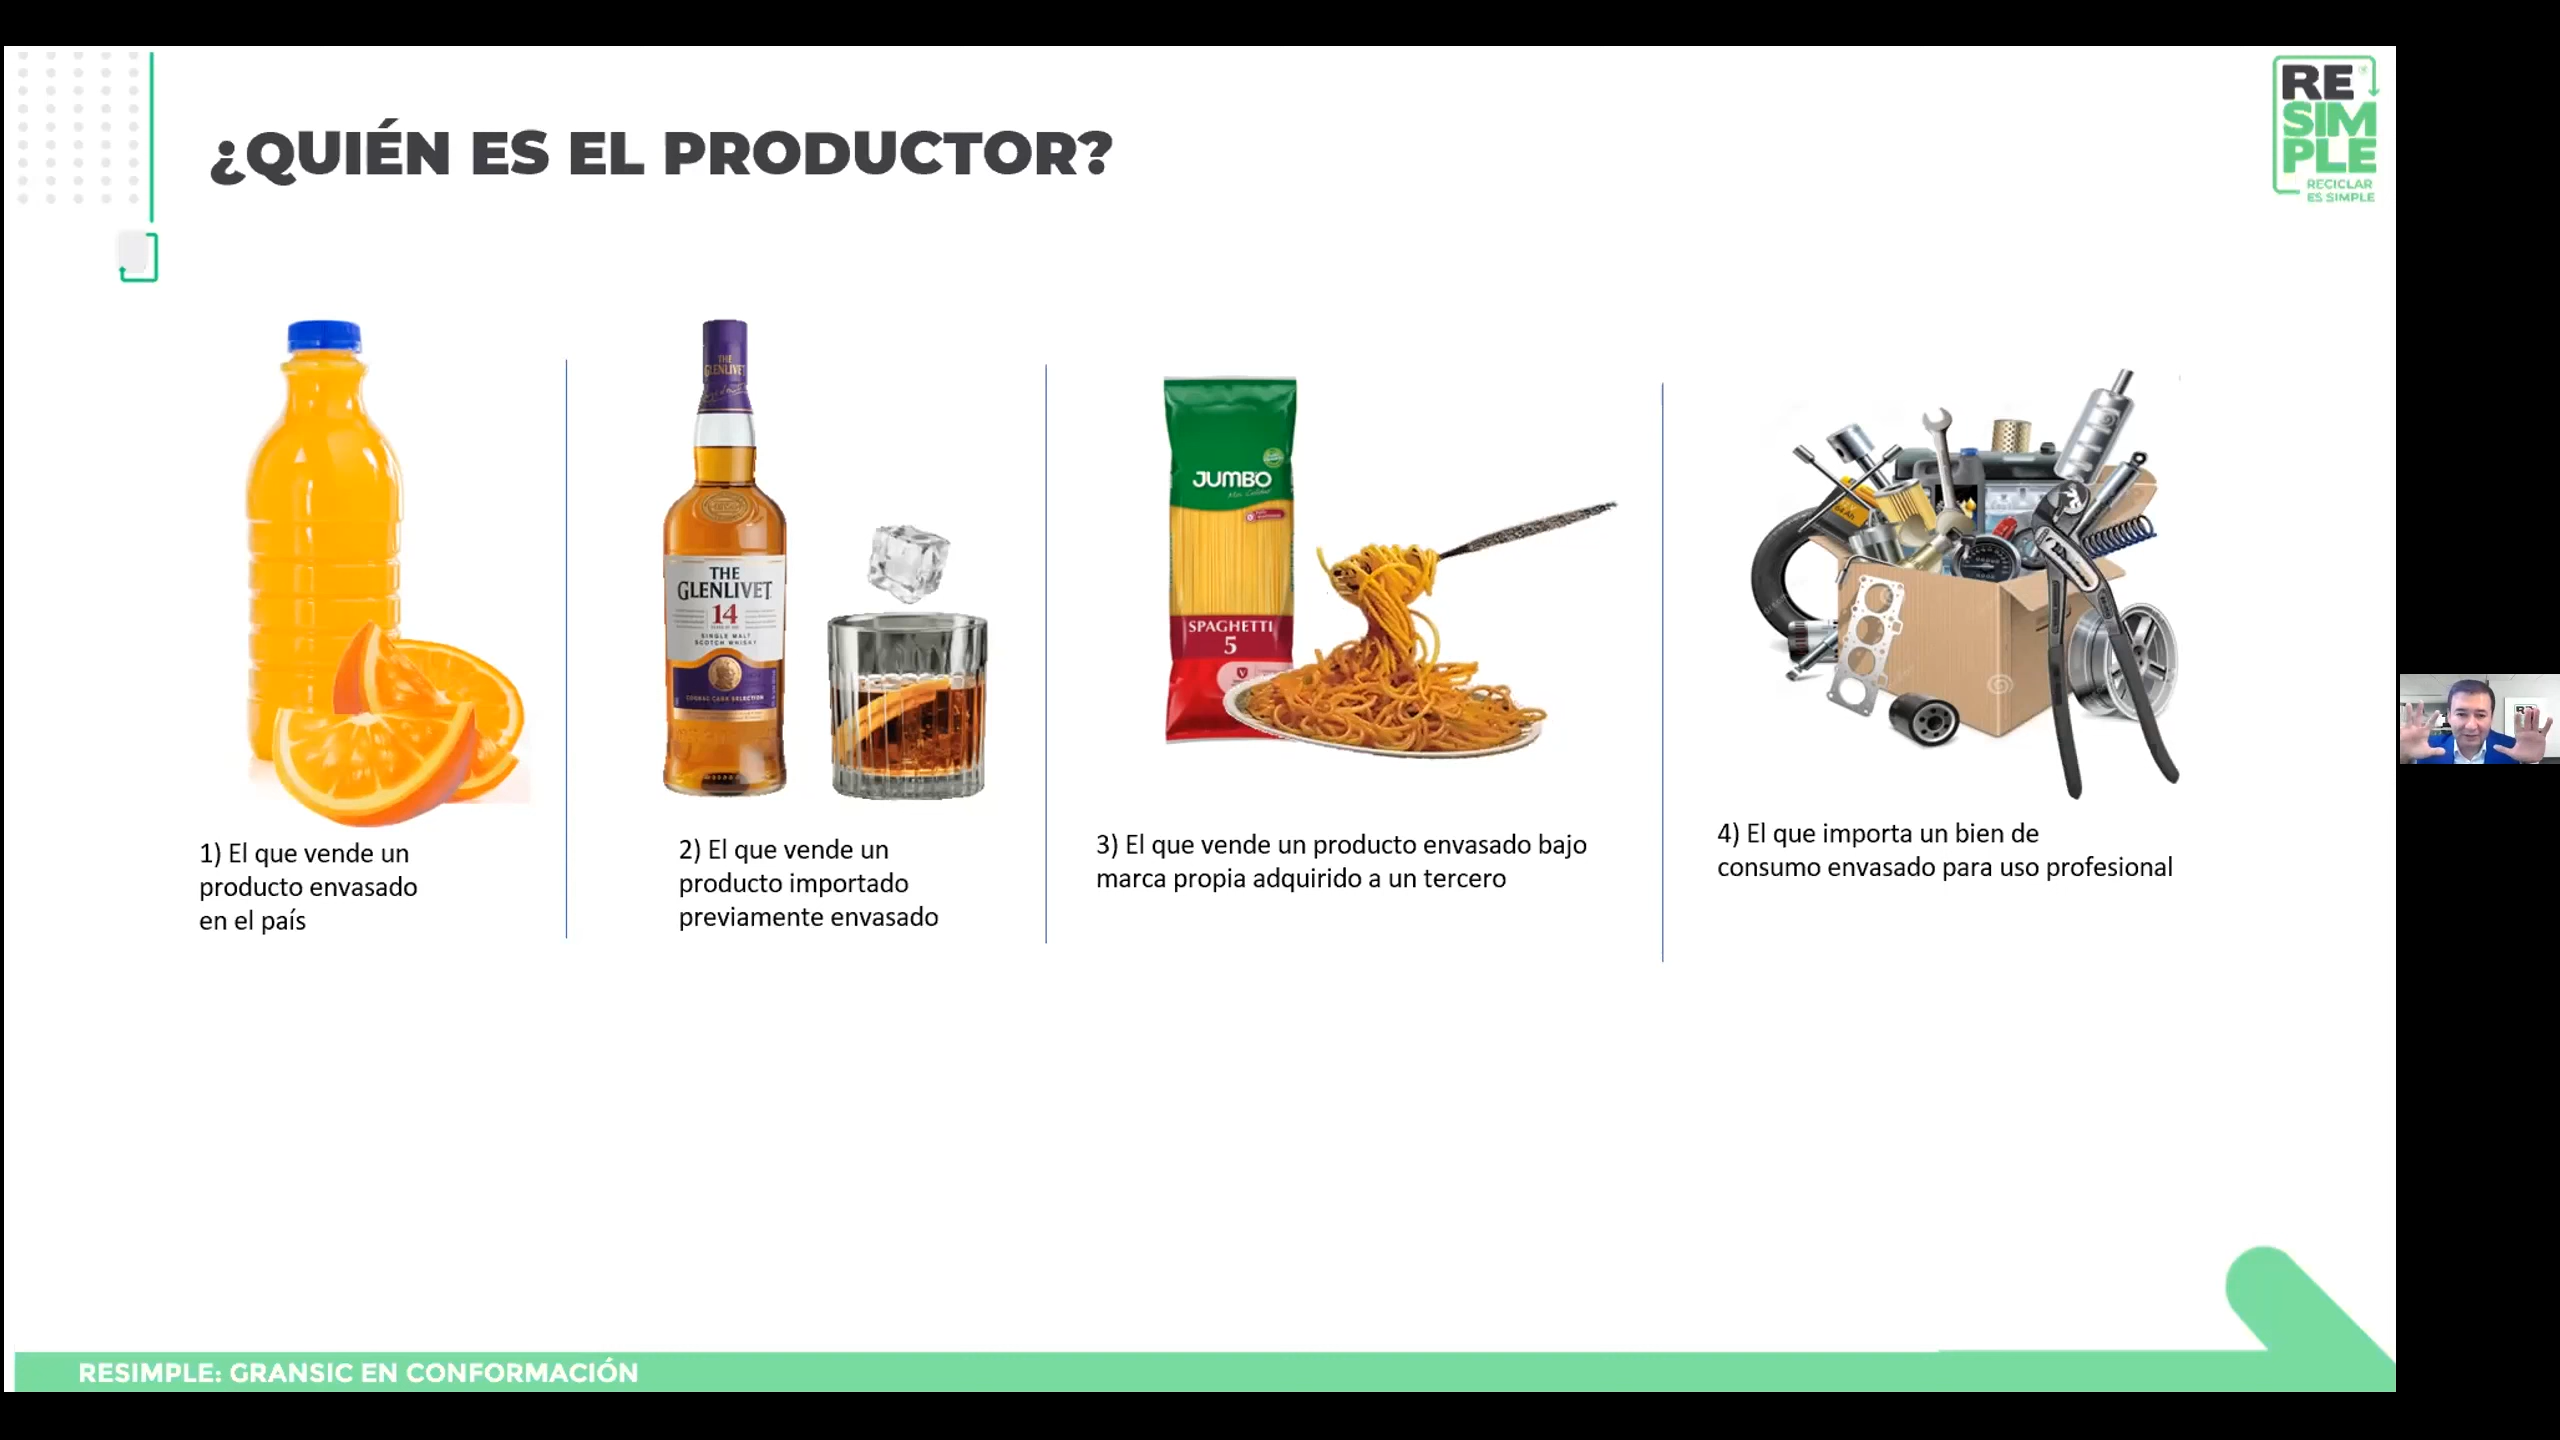 ¿QUIÉN ES EL PRODUCTOR?
RE
SIM
PLE
RECICLAR
ES SIMPLE
THE
GLENLIVET
THE
GLENLIVET
14
SINGLE MALT
SCOTCH WHISKY
COGNAC CASK SELECTION
JUMBO
SPAGHETTI
5
1) El que vende un
producto envasado
en el país
2) El que vende un
producto importado
previamente envasado
3) El que vende un producto envasado bajo
marca propia adquirido a un tercero
4) El que importa un bien de
consumo envasado para uso profesional
RESIMPLE: GRANSIC EN CONFORMACIÓN